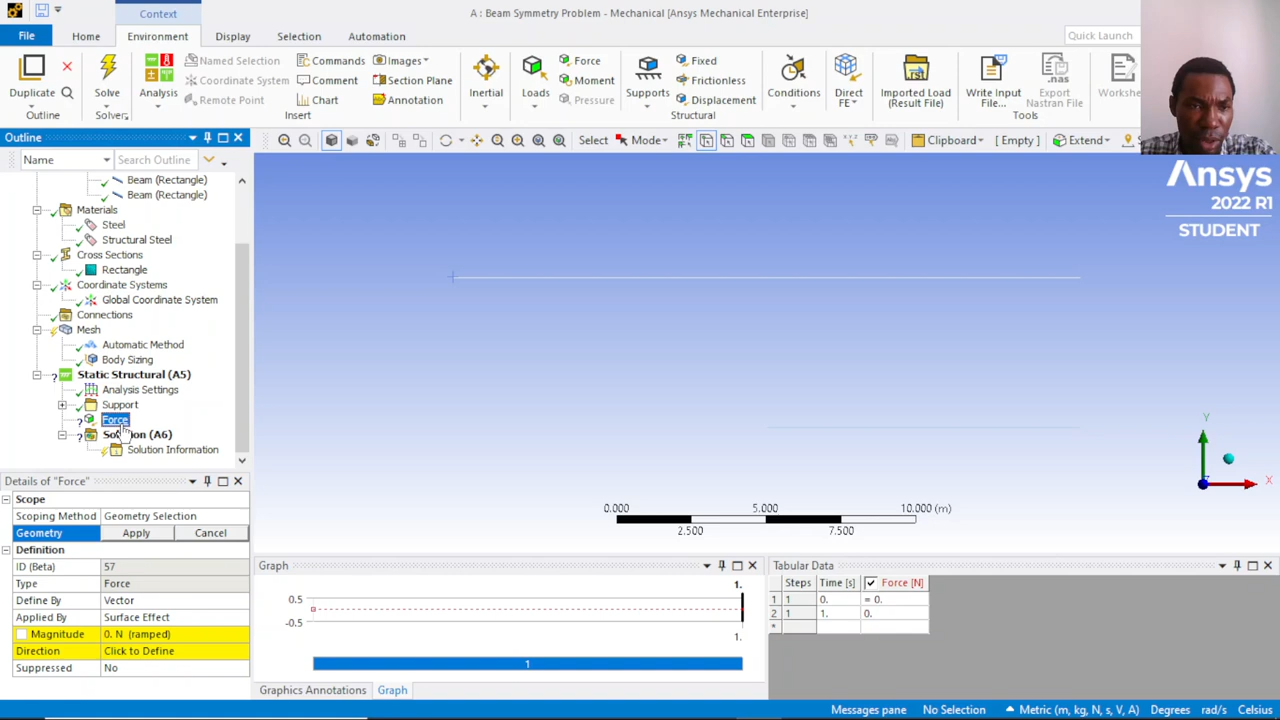 Context
A : Beam Symmetry Problem - Mechanical [Ansys Mechanical Enterprise]
File
Home
Environment
Display
Selection
Automation
Quick Launch
Duplicate
Outline
Solve
Solver
Analysis
Named Selection
Coordinate System
Remote Point
Commands
Comment
Chart
Images
Section Plane
Annotation
Insert
Inertial
Loads
Force
Moment
Pressure
Supports
Fixed
Frictionless
Displacement
Structural
Conditions
Direct
FE
Imported Load
(Result File)
Write Input
File...
Export
Nastran File
Tools
Workshe
Outline
Name
Search Outline
Select
Mode
Clipboard
[ Empty ]
Extend
Beam (Rectangle)
Beam (Rectangle)
Materials
Steel
Structural Steel
Cross Sections
Rectangle
Coordinate Systems
Global Coordinate System
Connections
Mesh
Automatic Method
Body Sizing
Static Structural (A5)
Analysis Settings
Support
Force
Solution (A6)
Solution Information
Ansys
2022 R1
STUDENT
Y
X
0.000
5.000
10.000 (m)
2.500
7.500
Details of "Force"
Scope
Scoping Method Geometry Selection
Geometry Apply Cancel
Definition
ID (Beta) 57
Type Force
Define By Vector
Applied By Surface Effect
Magnitude 0. N (ramped)
Direction Click to Define
Suppressed No
Graph
1.
0.5
-0.5
1.
1
Graphics Annotations
Graph
Tabular Data
Steps Time [s] Force [N]
1 1 0. = 0.
2 1 1. 0.
*
Messages pane
No Selection
Metric (m, kg, N, s, V, A)
Degrees
rad/s
Celsius